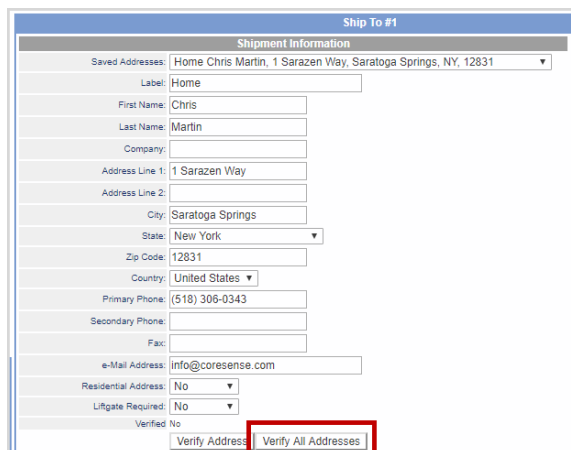 Ship To #1
Shipment Information
Saved Addresses: Home Chris Martin, 1 Sarazen Way, Saratoga Springs, NY, 12831
Label: Home
First Name: Chris
Last Name: Martin
Company:
Address Line 1: 1 Sarazen Way
Address Line 2:
City: Saratoga Springs
State: New York
Zip Code: 12831
Country: United States
Primary Phone: (518) 306-0343
Secondary Phone:
Fax:
e-Mail Address: info@coresense.com
Residential Address: No
Liftgate Required: No
Verified No
Verify Address Verify All Addresses